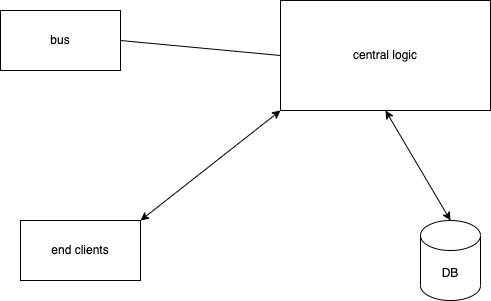 bus
central logic
end clients
DB